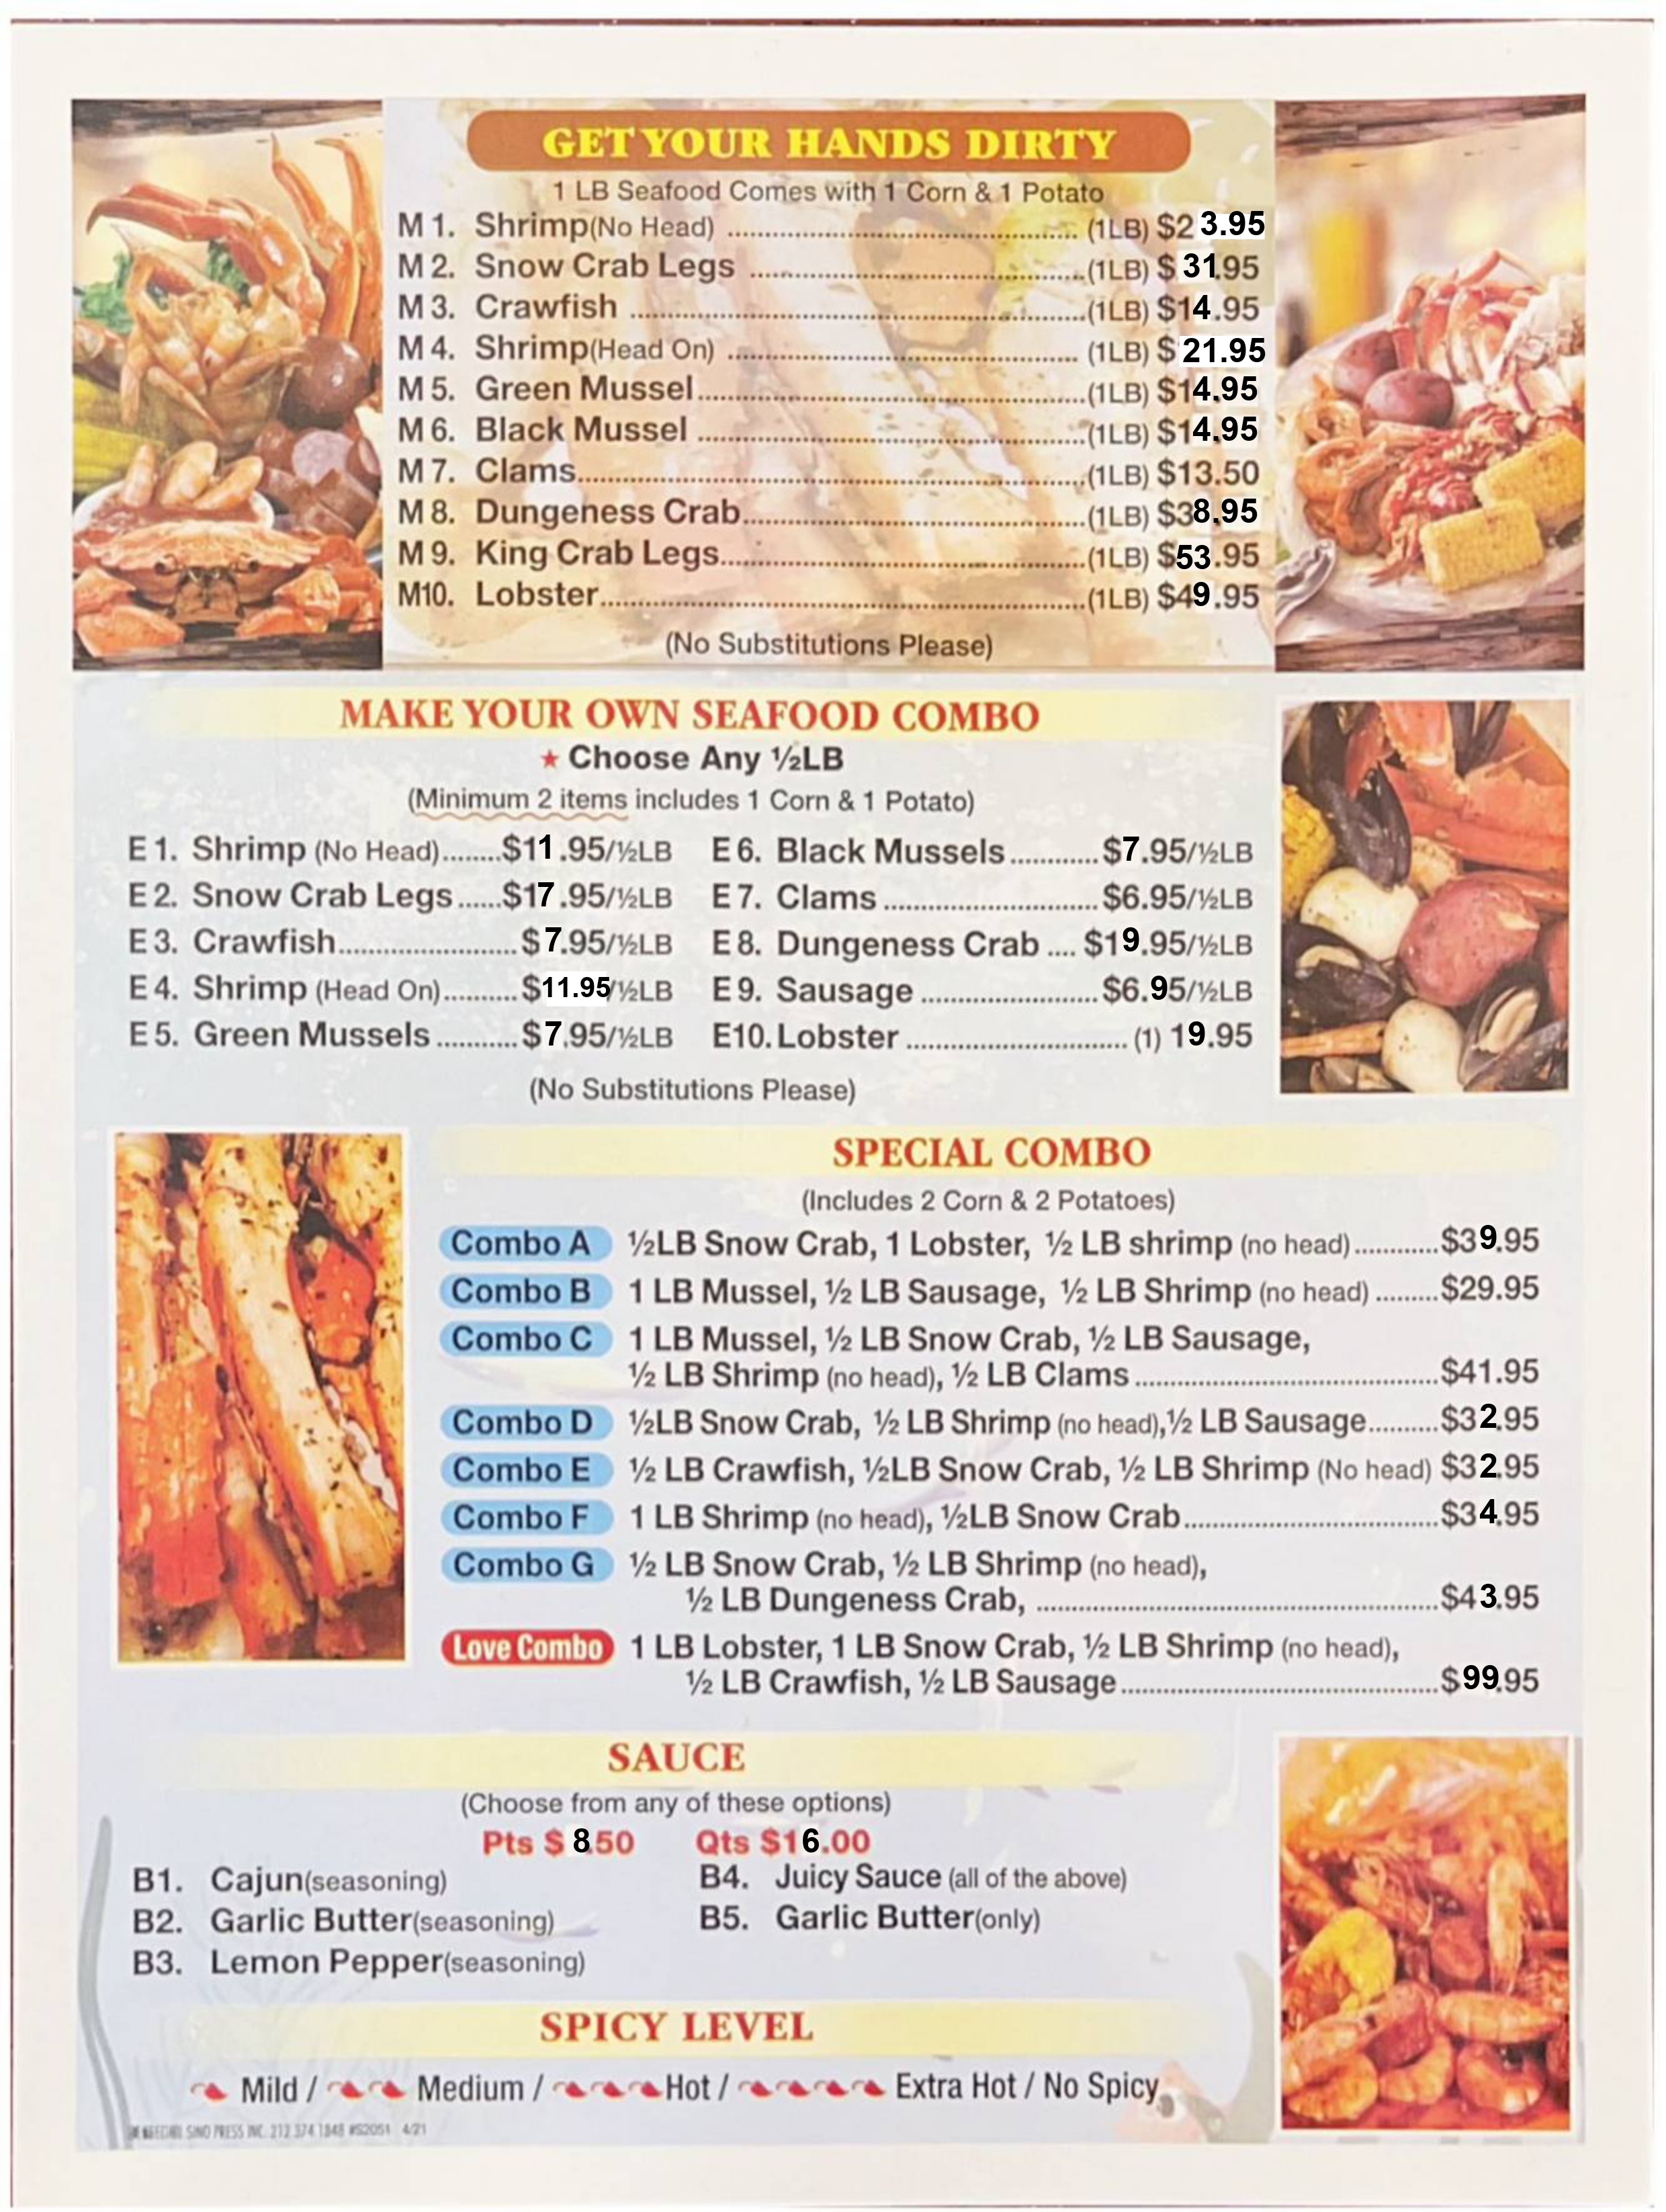 GET YOUR HANDS DIRTY
1 LB Seafood Comes with 1 Corn & 1 Potato
M 1. Shrimp(No Head) ........ (1LB) $23.95
M 2. Snow Crab Legs ........ (1LB) $31.95
M 3. Crawfish ........ (1LB) $14.95
M 4. Shrimp(Head On) ........ (1LB) $21.95
M 5. Green Mussel ........ (1LB) $14.95
M 6. Black Mussel ........ (1LB) $14.95
M 7. Clams ........ (1LB) $13.50
M 8. Dungeness Crab ........ (1LB) $38.95
M 9. King Crab Legs ........ (1LB) $53.95
M10. Lobster ........ (1LB) $49.95
(No Substitutions Please)
MAKE YOUR OWN SEAFOOD COMBO
★ Choose Any ½LB
(Minimum 2 items includes 1 Corn & 1 Potato)
E 1. Shrimp (No Head)........$11.95/½LB E 6. Black Mussels............$7.95/½LB
E 2. Snow Crab Legs......$17.95/½LB E 7. Clams..............................$6.95/½LB
E 3. Crawfish.........................$7.95/½LB E 8. Dungeness Crab .... $19.95/½LB
E 4. Shrimp (Head On)..........$11.95/½LB E 9. Sausage.........................$6.95/½LB
E 5. Green Mussels...........$7.95/½LB E10. Lobster............................... (1) 19.95
(No Substitutions Please)
SPECIAL COMBO
(Includes 2 Corn & 2 Potatoes)
Combo A ½LB Snow Crab, 1 Lobster, ½ LB shrimp (no head)............$39.95
Combo B 1 LB Mussel, ½ LB Sausage, ½ LB Shrimp (no head).........$29.95
Combo C 1 LB Mussel, ½ LB Snow Crab, ½ LB Sausage,
½ LB Shrimp (no head), ½ LB Clams ........$41.95
Combo D ½LB Snow Crab, ½ LB Shrimp (no head),½ LB Sausage..........$32.95
Combo E ½ LB Crawfish, ½LB Snow Crab, ½ LB Shrimp (No head) $32.95
Combo F 1 LB Shrimp (no head), ½LB Snow Crab........$34.95
Combo G ½ LB Snow Crab, ½ LB Shrimp (no head),
½ LB Dungeness Crab, ........$43.95
Love Combo 1 LB Lobster, 1 LB Snow Crab, ½ LB Shrimp (no head),
½ LB Crawfish, ½ LB Sausage........$99.95
SAUCE
(Choose from any of these options)
Pts $ 8.50 Qts $16.00
B1. Cajun(seasoning) B4. Juicy Sauce (all of the above)
B2. Garlic Butter(seasoning) B5. Garlic Butter(only)
B3. Lemon Pepper(seasoning)
SPICY LEVEL
Mild / Medium / Hot / Extra Hot / No Spicy
SINO PRESS INC. 212 374 1848 #S2051 4/21